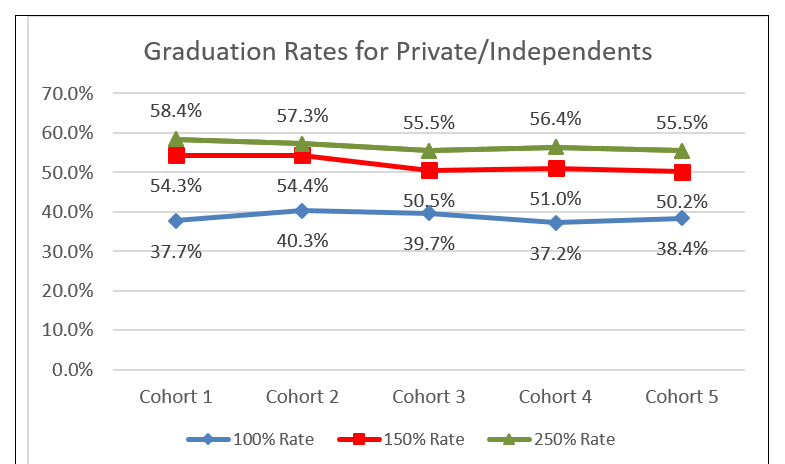 Graduation Rates for Private/Independents
70.0%
60.0%
50.0%
40.0%
30.0%
20.0%
10.0%
0.0%
58.4% 57.3% 55.5% 56.4% 55.5%
54.3% 54.4% 50.5% 51.0% 50.2%
37.7% 40.3% 39.7% 37.2% 38.4%
Cohort 1 Cohort 2 Cohort 3 Cohort 4 Cohort 5
100% Rate 150% Rate 250% Rate